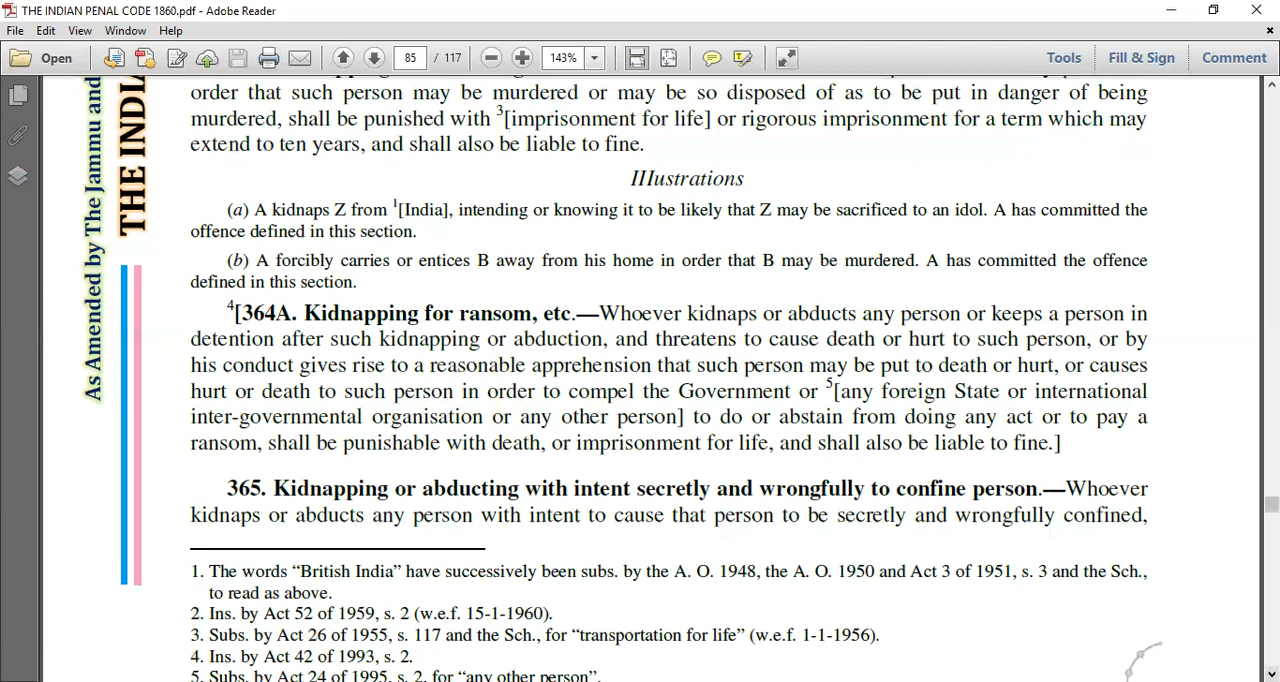 THE INDIAN PENAL CODE 1860.pdf - Adobe Reader
File Edit View Window Help
Open 85 / 117 143% Tools Fill & Sign Comment
As Amended by The Jammu and
THE INDI
order that such person may be murdered or may be so disposed of as to be put in danger of being
murdered, shall be punished with 3[imprisonment for life] or rigorous imprisonment for a term which may
extend to ten years, and shall also be liable to fine.
Illustrations
(a) A kidnaps Z from 1[India], intending or knowing it to be likely that Z may be sacrificed to an idol. A has committed the
offence defined in this section.
(b) A forcibly carries or entices B away from his home in order that B may be murdered. A has committed the offence
defined in this section.
4[364A. Kidnapping for ransom, etc.—Whoever kidnaps or abducts any person or keeps a person in
detention after such kidnapping or abduction, and threatens to cause death or hurt to such person, or by
his conduct gives rise to a reasonable apprehension that such person may be put to death or hurt, or causes
hurt or death to such person in order to compel the Government or 5[any foreign State or international
inter-governmental organisation or any other person] to do or abstain from doing any act or to pay a
ransom, shall be punishable with death, or imprisonment for life, and shall also be liable to fine.]
365. Kidnapping or abducting with intent secretly and wrongfully to confine person.—Whoever
kidnaps or abducts any person with intent to cause that person to be secretly and wrongfully confined,
1. The words “British India” have successively been subs. by the A. O. 1948, the A. O. 1950 and Act 3 of 1951, s. 3 and the Sch.,
to read as above.
2. Ins. by Act 52 of 1959, s. 2 (w.e.f. 15-1-1960).
3. Subs. by Act 26 of 1955, s. 117 and the Sch., for “transportation for life” (w.e.f. 1-1-1956).
4. Ins. by Act 42 of 1993, s. 2.
5. Subs. by Act 24 of 1995, s. 2, for “any other person”.